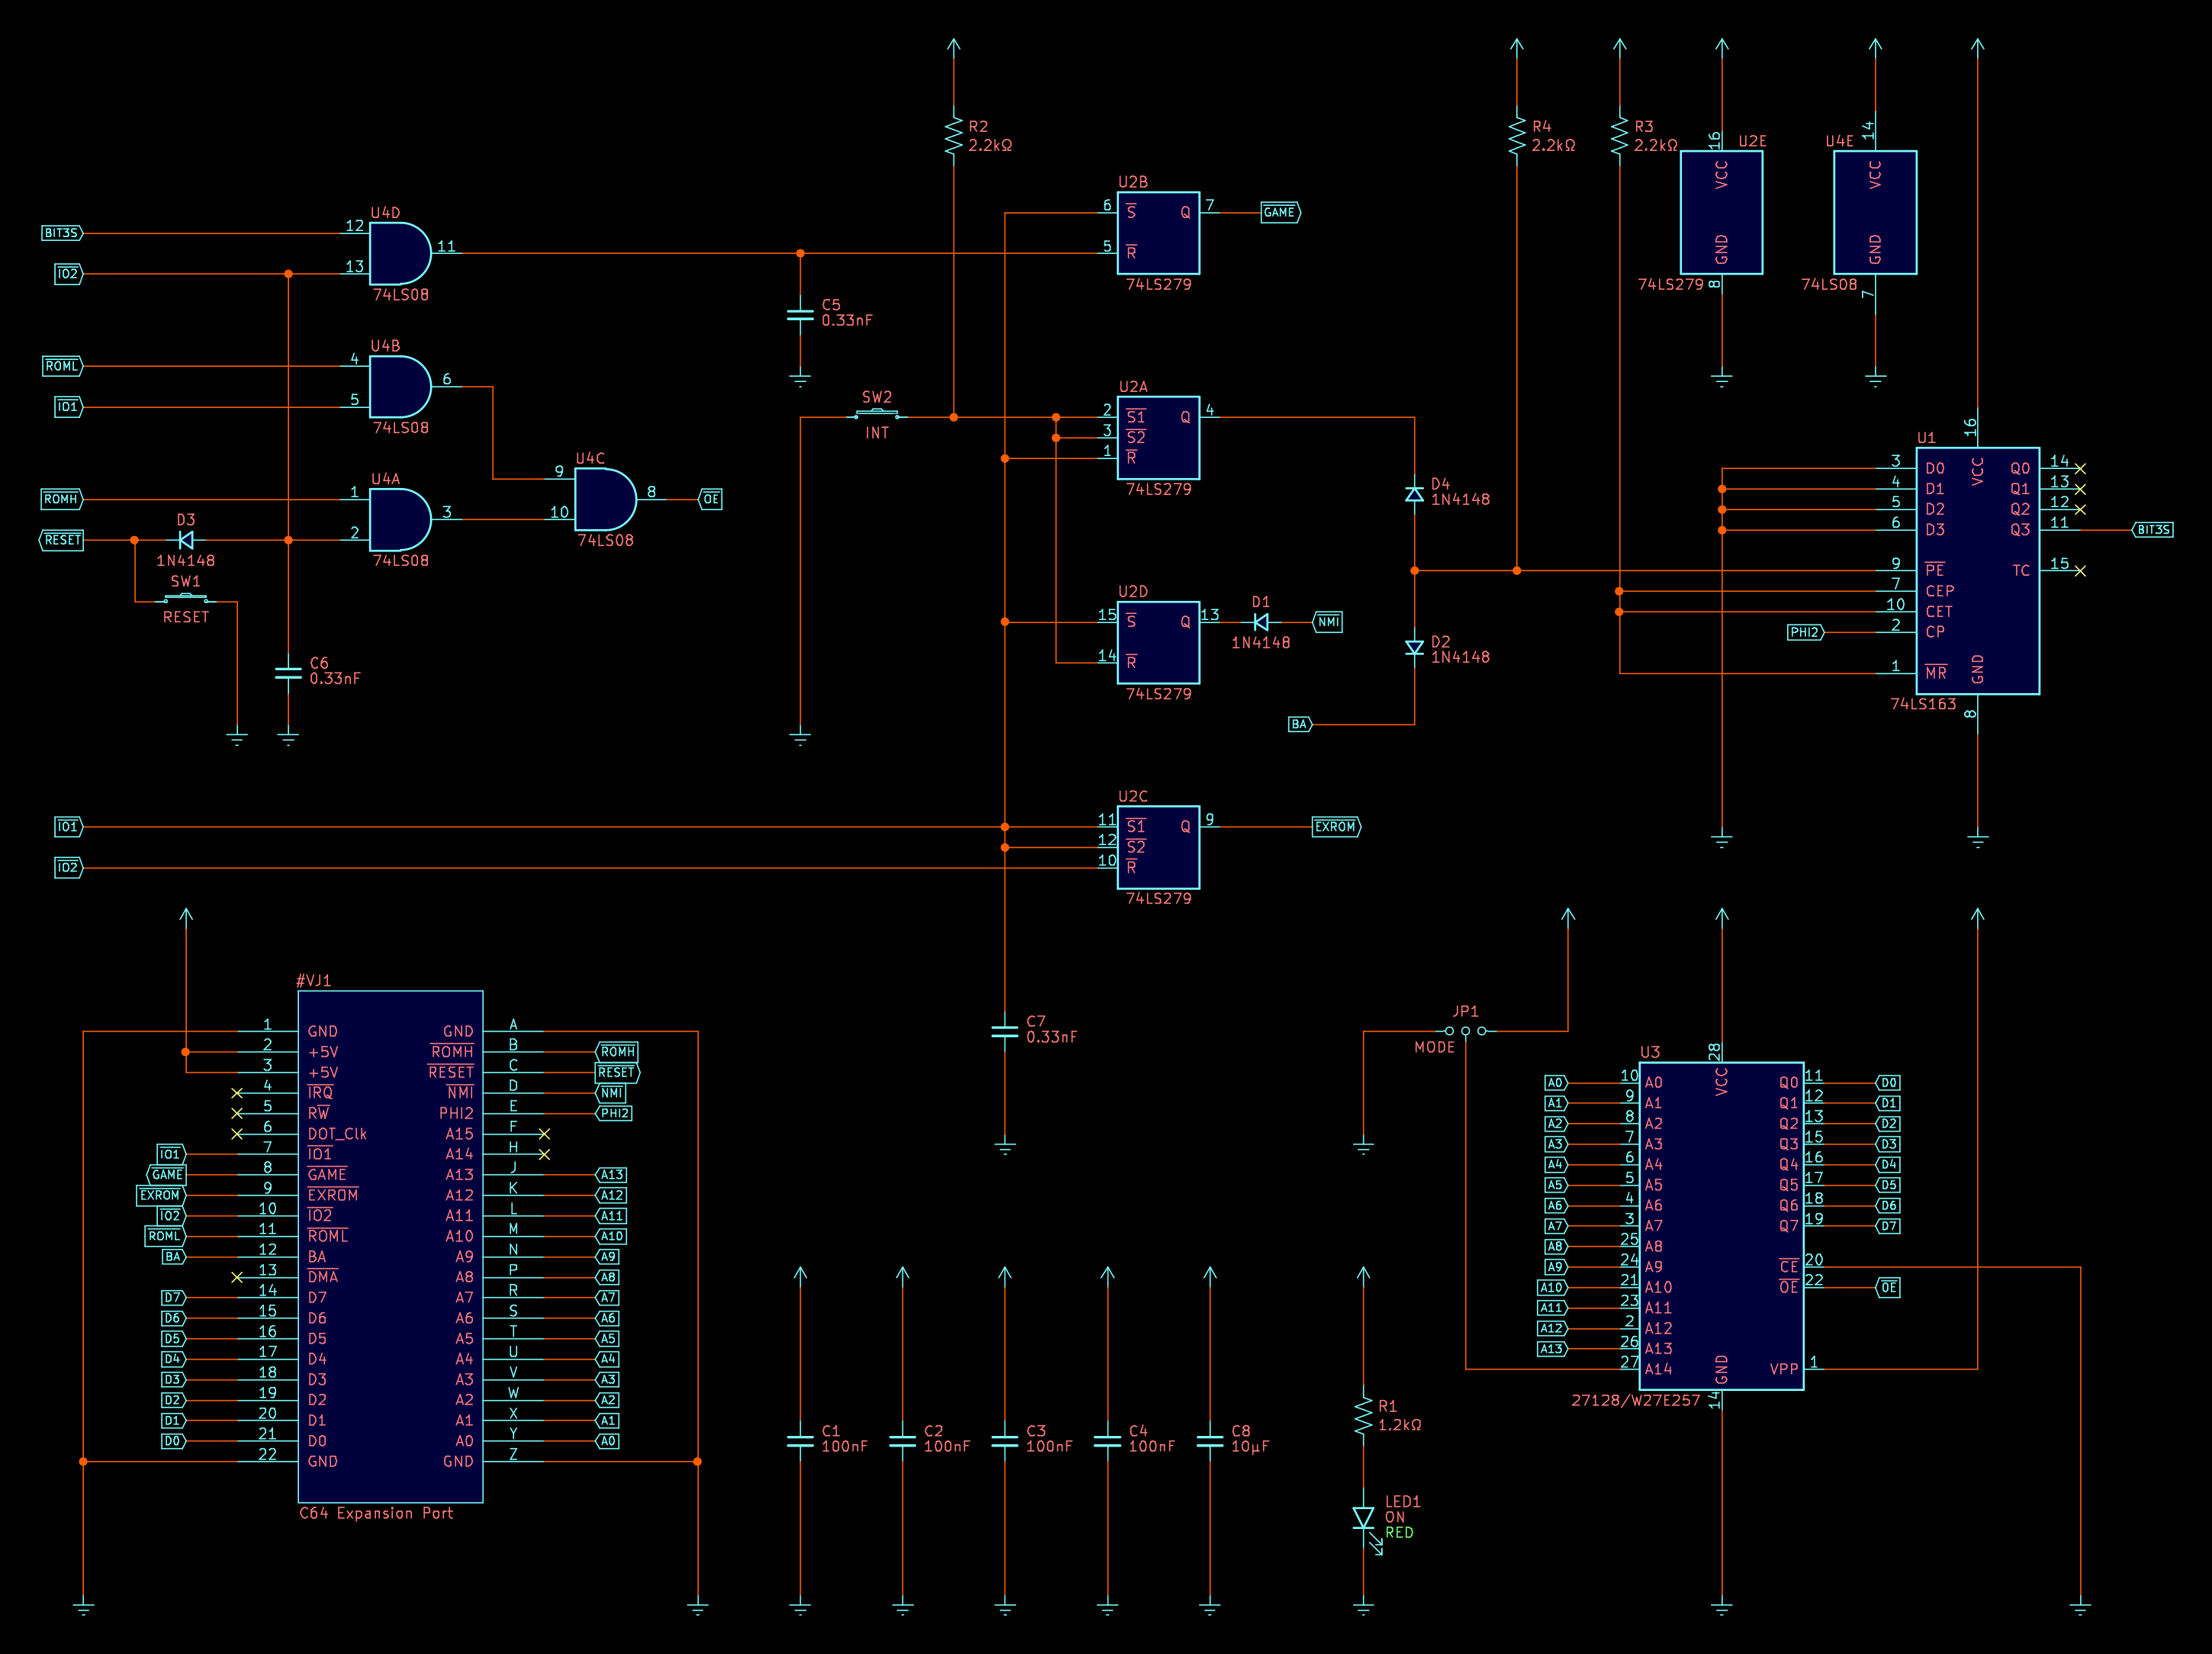 R2
2.2kΩ
R4
2.2kΩ
R3
2.2kΩ
16
U2E
VCC
GND
74LS279
8
14
U4E
VCC
GND
74LS08
7
BIT3S
IO2
U4D
12
13
11
74LS08
U2B
6
S
Q
7
GAME
5
R
74LS279
C5
0.33nF
ROML
IO1
U4B
4
5
6
74LS08
SW2
INT
U2A
2
S1
Q
4
3
S2
1
R
74LS279
ROMH
RESET
U4A
1
2
3
74LS08
U4C
9
10
8
OE
74LS08
D3
1N4148
SW1
RESET
C6
0.33nF
D4
1N4148
U2D
15
S
Q
13
14
R
74LS279
D1
1N4148
NMI
D2
1N4148
BA
U1
16
VCC
3
D0
Q0
14
4
D1
Q1
13
5
D2
Q2
12
6
D3
Q3
11
BIT3S
9
PE
TC
15
7
CEP
10
CET
PHI2
2
CP
1
MR
GND
8
74LS163
IO1
IO2
U2C
11
S1
Q
9
EXROM
12
S2
10
R
74LS279
C7
0.33nF
#VJ1
1
GND
GND
A
2
+5V
ROMH
B
ROMH
3
+5V
RESET
C
RESET
4
IRQ
NMI
D
NMI
5
RW
PHI2
E
PHI2
6
DOT_Clk
A15
F
IO1
7
IO1
A14
H
GAME
8
GAME
A13
J
A13
EXROM
9
EXROM
A12
K
A12
IO2
10
IO2
A11
L
A11
ROML
11
ROML
A10
M
A10
BA
12
BA
A9
N
A9
13
DMA
A8
P
A8
D7
14
D7
A7
R
A7
D6
15
D6
A6
S
A6
D5
16
D5
A5
T
A5
D4
17
D4
A4
U
A4
D3
18
D3
A3
V
A3
D2
19
D2
A2
W
A2
D1
20
D1
A1
X
A1
D0
21
D0
A0
Y
A0
22
GND
GND
Z
C64 Expansion Port
C1
100nF
C2
100nF
C3
100nF
C4
100nF
C8
10µF
R1
1.2kΩ
LED1
ON
RED
JP1
MODE
U3
28
VCC
A0
10
A0
Q0
11
D0
A1
9
A1
Q1
12
D1
A2
8
A2
Q2
13
D2
A3
7
A3
Q3
15
D3
A4
6
A4
Q4
16
D4
A5
5
A5
Q5
17
D5
A6
4
A6
Q6
18
D6
A7
3
A7
Q7
19
D7
A8
25
A8
A9
24
A9
CE
20
A10
21
A10
OE
22
OE
A11
23
A11
A12
2
A12
A13
26
A13
27
A14
VPP
1
GND
14
27128/W27E257